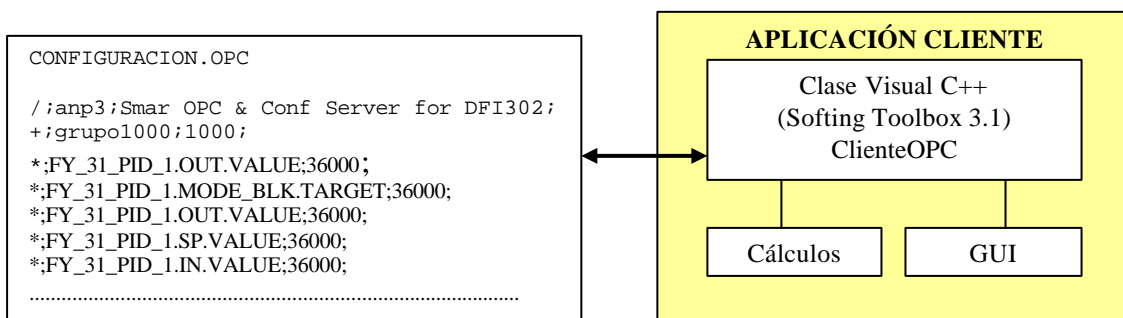 CONFIGURACION.OPC
/;anp3;Smar OPC & Conf Server for DFI302;
+;grupo1000;1000;
*;FY_31_PID_1.OUT.VALUE;36000;
*;FY_31_PID_1.MODE_BLK.TARGET;36000;
*;FY_31_PID_1.OUT.VALUE;36000;
*;FY_31_PID_1.SP.VALUE;36000;
*;FY_31_PID_1.IN.VALUE;36000;
..........................................................................................
APLICACIÓN CLIENTE
Clase Visual C++
(Softing Toolbox 3.1)
ClienteOPC
Cálculos
GUI